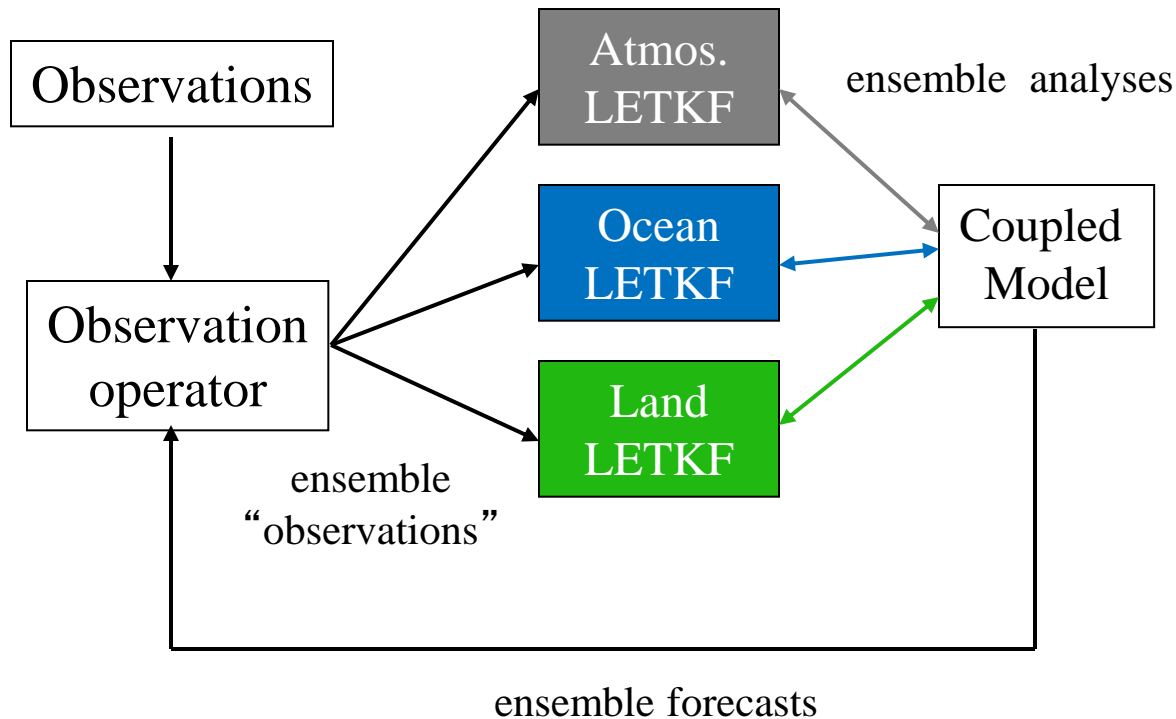 Observations
Observation
operator
ensemble
“observations”
Atmos.
LETKF
Ocean
LETKF
Land
LETKF
ensemble analyses
Coupled
Model
ensemble forecasts